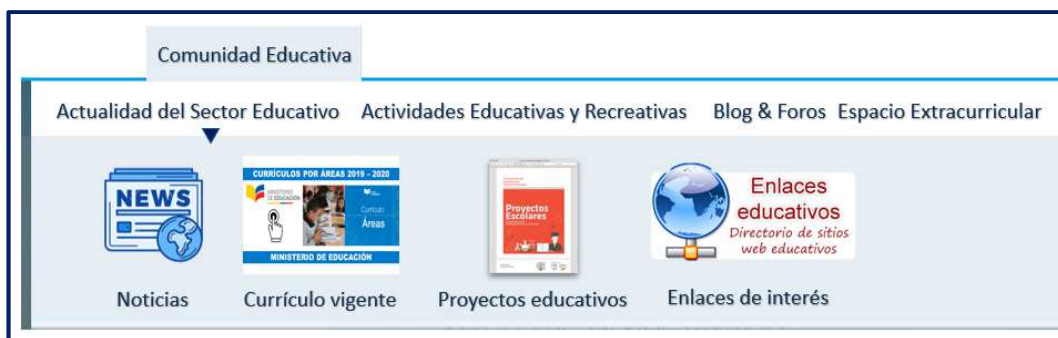 Comunidad Educativa
Actualidad del Sector Educativo Actividades Educativas y Recreativas Blog & Foros Espacio Extracurricular
NEWS
CURRÍCULOS POR ÁREAS 2019 - 2020
MINISTERIO
DE EDUCACIÓN
Currículo
Áreas
MINISTERIO DE EDUCACIÓN
Proyectos
Escolares
Enlaces
educativos
Directorio de sitios
web educativos
Noticias Currículo vigente Proyectos educativos Enlaces de interés